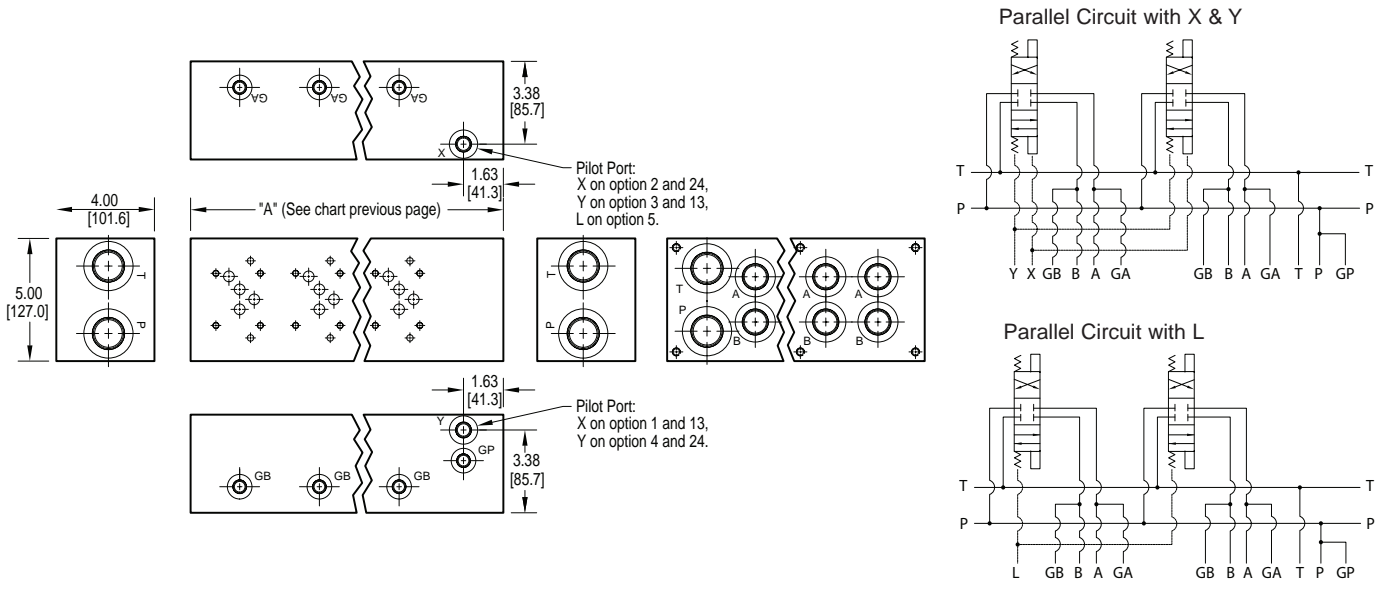 Parallel Circuit with X & Y
GA GA GA
3.38
[85.7]
X
1.63
[41.3]
Pilot Port:
X on option 2 and 24,
Y on option 3 and 13,
L on option 5.
T T
P P
Y X GB B A GA GB B A GA T P GP
4.00
[101.6]
"A" (See chart previous page)
5.00
[127.0]
T
P
T
P
T
P
A A A
B B B
Parallel Circuit with L
1.63
[41.3]
Pilot Port:
X on option 1 and 13,
Y on option 4 and 24.
Y
GP
GB GB GB
3.38
[85.7]
T T
P P
L GB B A GA GB B A GA T P GP